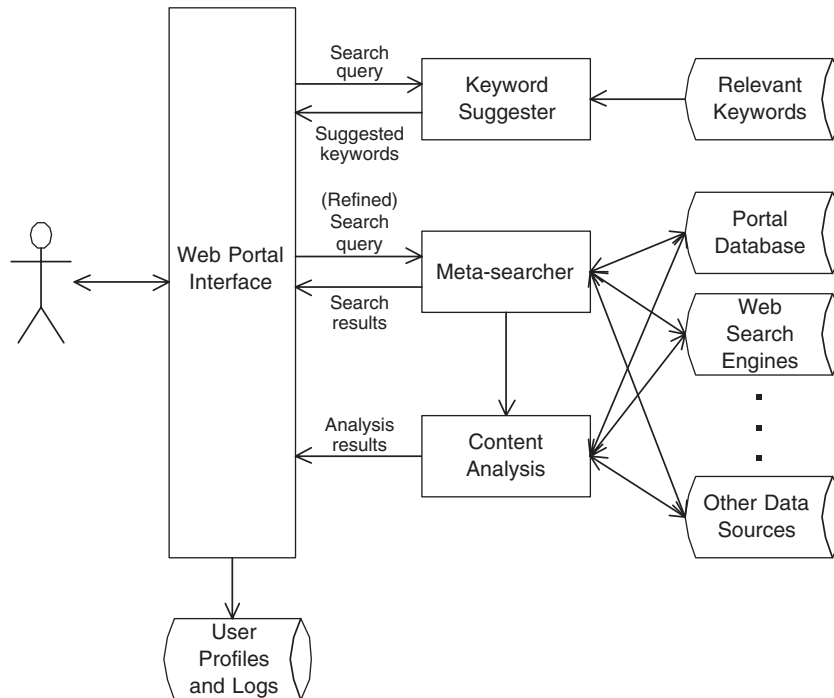 Search
query
Keyword
Suggester
Relevant
Keywords
Suggested
keywords
(Refined)
Search
query
Web Portal
Interface
Meta-searcher
Portal
Database
Search
results
Web
Search
Engines
Analysis
results
Content
Analysis
Other Data
Sources
User
Profiles
and Logs